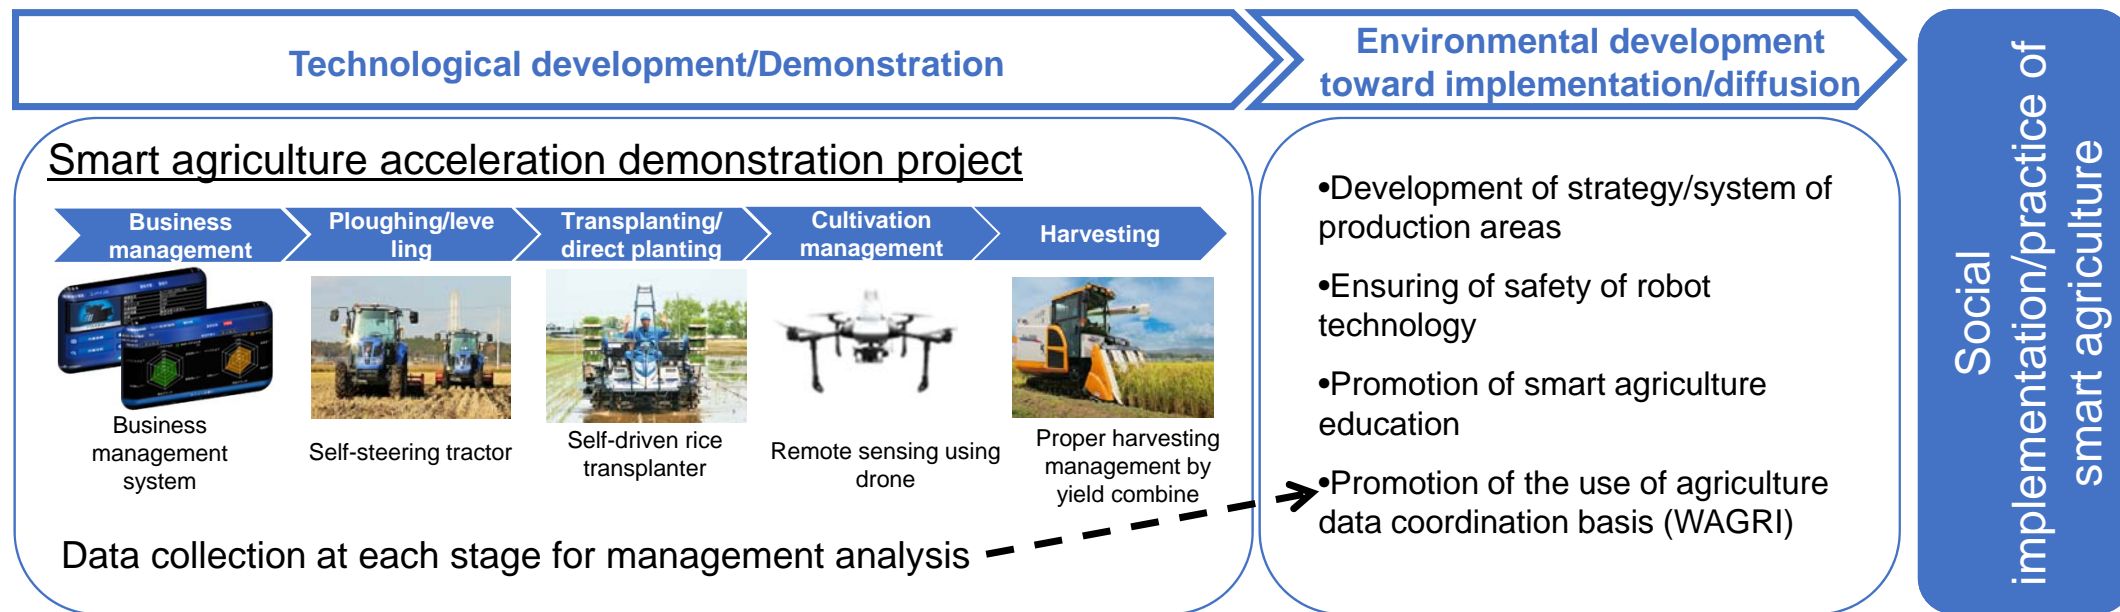 Technological development/Demonstration
Environmental development
toward implementation/diffusion
Smart agriculture acceleration demonstration project
Business
management
Ploughing/leve
ling
Transplanting/
direct planting
Cultivation
management
Harvesting
Business
management
system
Self-steering tractor
Self-driven rice
transplanter
Remote sensing using
drone
Proper harvesting
management by
yield combine
Data collection at each stage for management analysis
•Development of strategy/system of
production areas
•Ensuring of safety of robot
technology
•Promotion of smart agriculture
education
•Promotion of the use of agriculture
data coordination basis (WAGRI)
Social
implementation/practice of
smart agriculture